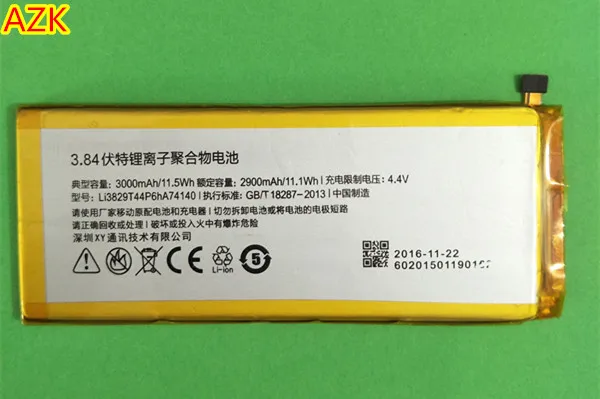 AZK
3.84伏特锂离子聚合物电池
典型容量: 3000mAh/11.5Wh 额定容量: 2900mAh/11.1Wh | 充电限制电压: 4.4V
型号: Li3829T44P6hA74140 | 执行标准: GB/T18287-2013 | 中国制造
请使用厂家移动原配电池和充电器 | 切勿拆卸电池或将电池的两电极短路
请正确回收电池 | 破坏或投入火中有爆炸危险
深圳XY通讯技术有限公司
2016-11-22
Li-ion
5